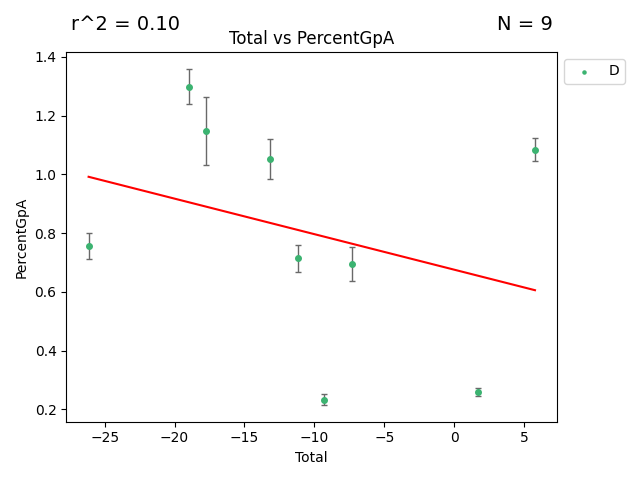 r^2 = 0.10
N = 9
Total vs PercentGpA
D
PercentGpA
1.4
1.2
1.0
0.8
0.6
0.4
0.2
−25
−20
−15
−10
−5
0
5
Total